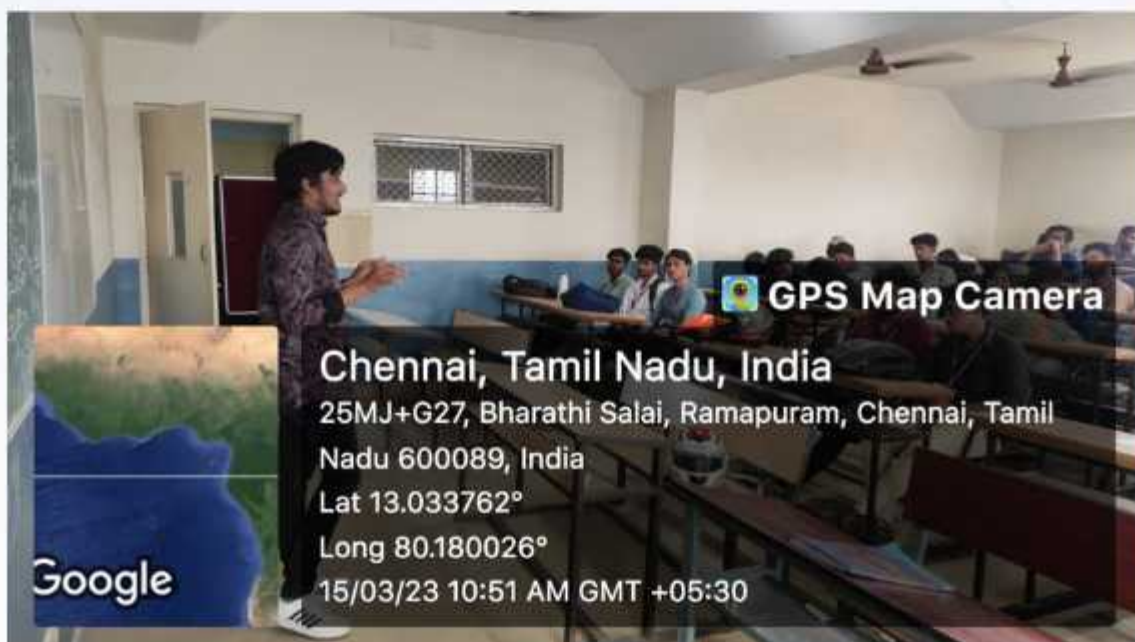 GPS Map Camera
Chennai, Tamil Nadu, India
25MJ+G27, Bharathi Salai, Ramapuram, Chennai, Tamil
Nadu 600089, India
Lat 13.033762°
Long 80.180026°
15/03/23 10:51 AM GMT +05:30
Google